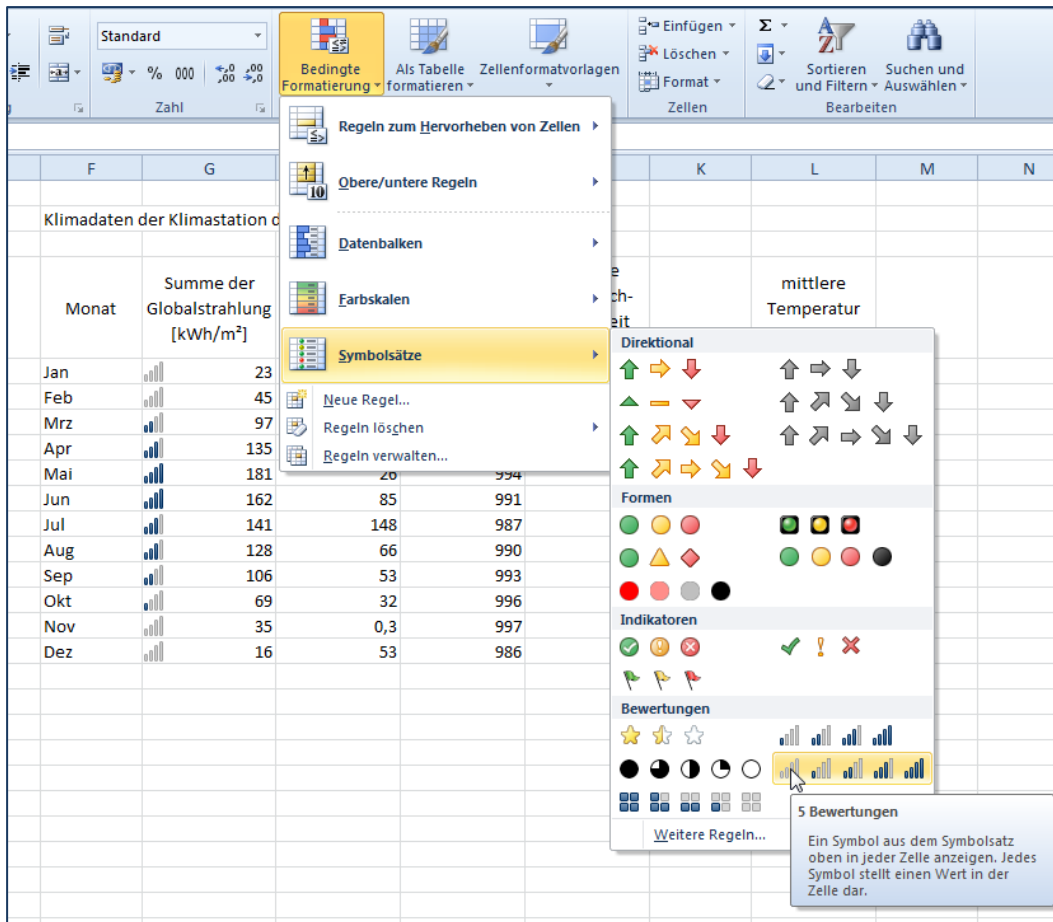 Standard
% 000 ,00 ,00
Zahl
Bedingte
Formatierung
Als Tabelle
formatieren
Zellenformatvorlagen
Einfügen
Löschen
Format
Zellen
Σ
Sortieren
und Filtern
Suchen und
Auswählen
Bearbeiten
Regeln zum Hervorheben von Zellen
Obere/untere Regeln
Datenbalken
Farbskalen
Symbolsätze
Neue Regel...
Regeln löschen
Regeln verwalten...
F G K L M N
Klimadaten der Klimastation d
Monat
Summe der
Globalstrahlung
[kWh/m²]
mittlere
Temperatur
Jan 23
Feb 45
Mrz 97
Apr 135
Mai 181 26 994
Jun 162 85 991
Jul 141 148 987
Aug 128 66 990
Sep 106 53 993
Okt 69 32 996
Nov 35 0,3 997
Dez 16 53 986
Direktional
Formen
Indikatoren
Bewertungen
Weitere Regeln...
5 Bewertungen
Ein Symbol aus dem Symbolsatz
oben in jeder Zelle anzeigen. Jedes
Symbol stellt einen Wert in der
Zelle dar.